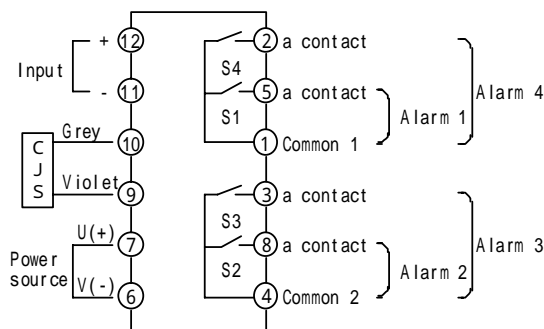 + 12
Input
- 11
Grey 10
CJS
Violet 9
U(+) 7
Power
source
V(-) 6
2 a contact
S4
5 a contact
S1
1 Common 1
Alarm 1
Alarm 4
3 a contact
S3
8 a contact
S2
4 Common 2
Alarm 2
Alarm 3